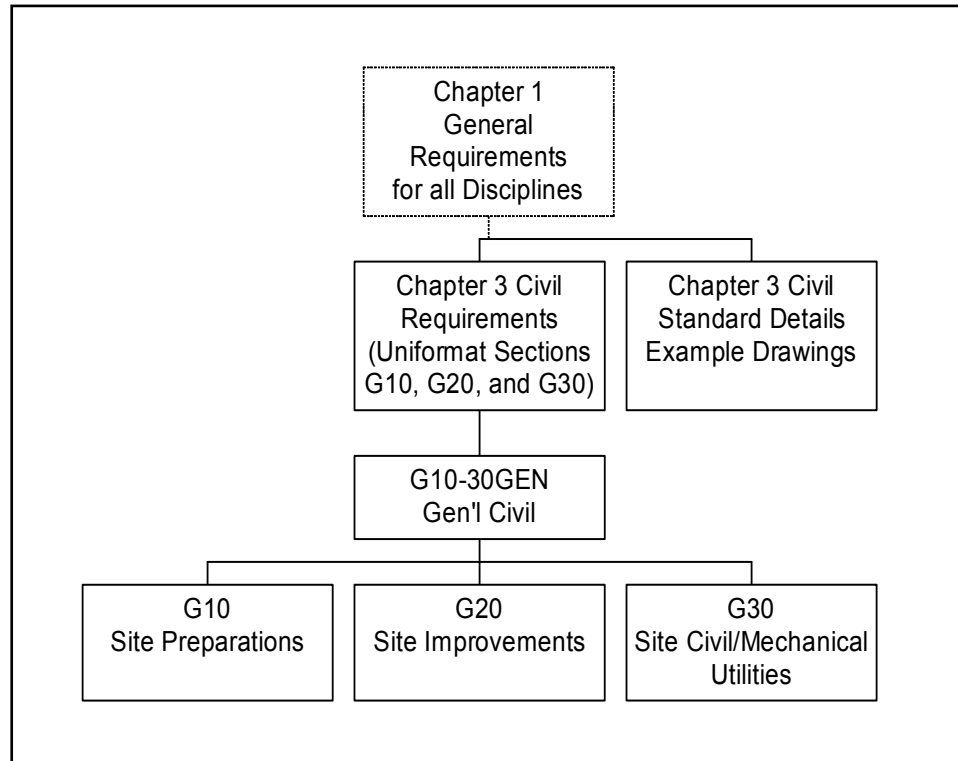 Chapter 1
General
Requirements
for all Disciplines
Chapter 3 Civil
Requirements
(Uniformat Sections
G10, G20, and G30)
Chapter 3 Civil
Standard Details
Example Drawings
G10-30GEN
Gen'l Civil
G10
Site Preparations
G20
Site Improvements
G30
Site Civil/Mechanical
Utilities